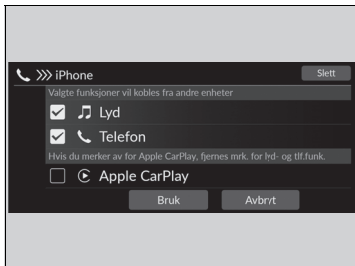 iPhone
Slett
Valgte funksjoner vil kobles fra andre enheter
Lyd
Telefon
Hvis du merker av for Apple CarPlay, fjernes mrk. for lyd- og tlf.funk.
Apple CarPlay
Bruk
Avbryt